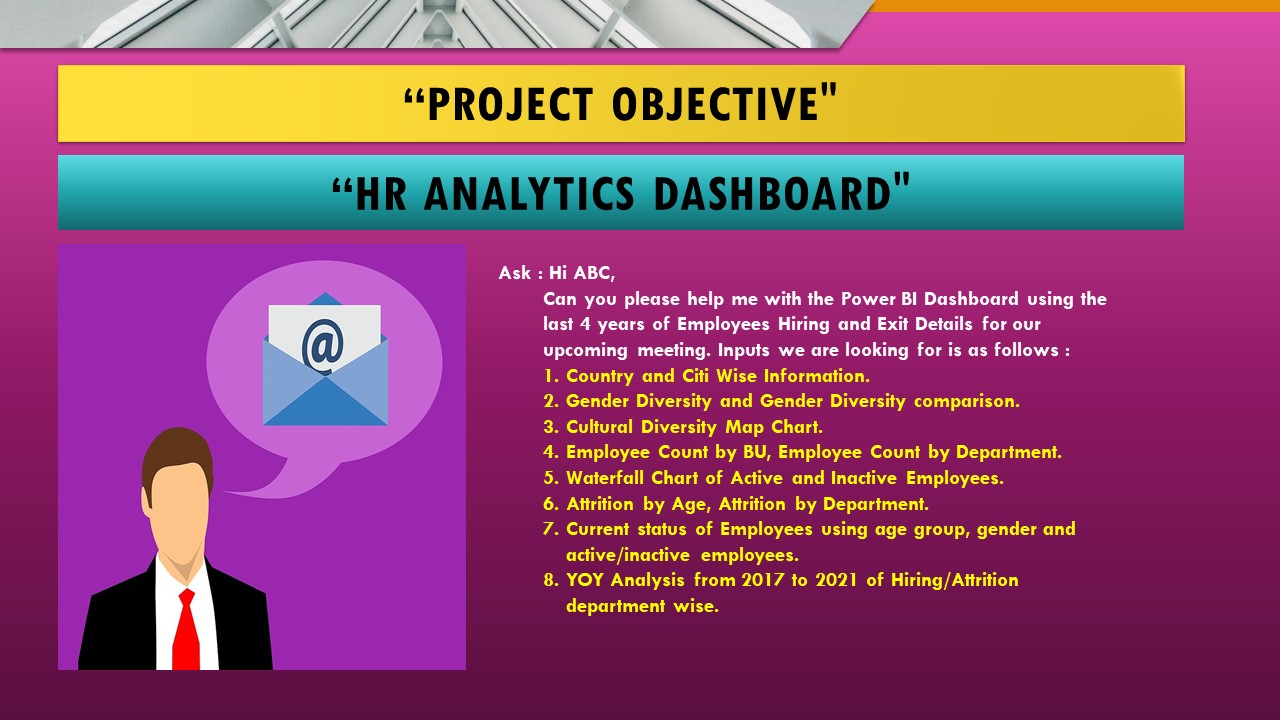 “PROJECT OBJECTIVE"
“HR ANALYTICS DASHBOARD"
@
Ask : Hi ABC,
Can you please help me with the Power BI Dashboard using the
last 4 years of Employees Hiring and Exit Details for our
upcoming meeting. Inputs we are looking for is as follows :
1. Country and Citi Wise Information.
2. Gender Diversity and Gender Diversity comparison.
3. Cultural Diversity Map Chart.
4. Employee Count by BU, Employee Count by Department.
5. Waterfall Chart of Active and Inactive Employees.
6. Attrition by Age, Attrition by Department.
7. Current status of Employees using age group, gender and
active/inactive employees.
8. YOY Analysis from 2017 to 2021 of Hiring/Attrition
department wise.